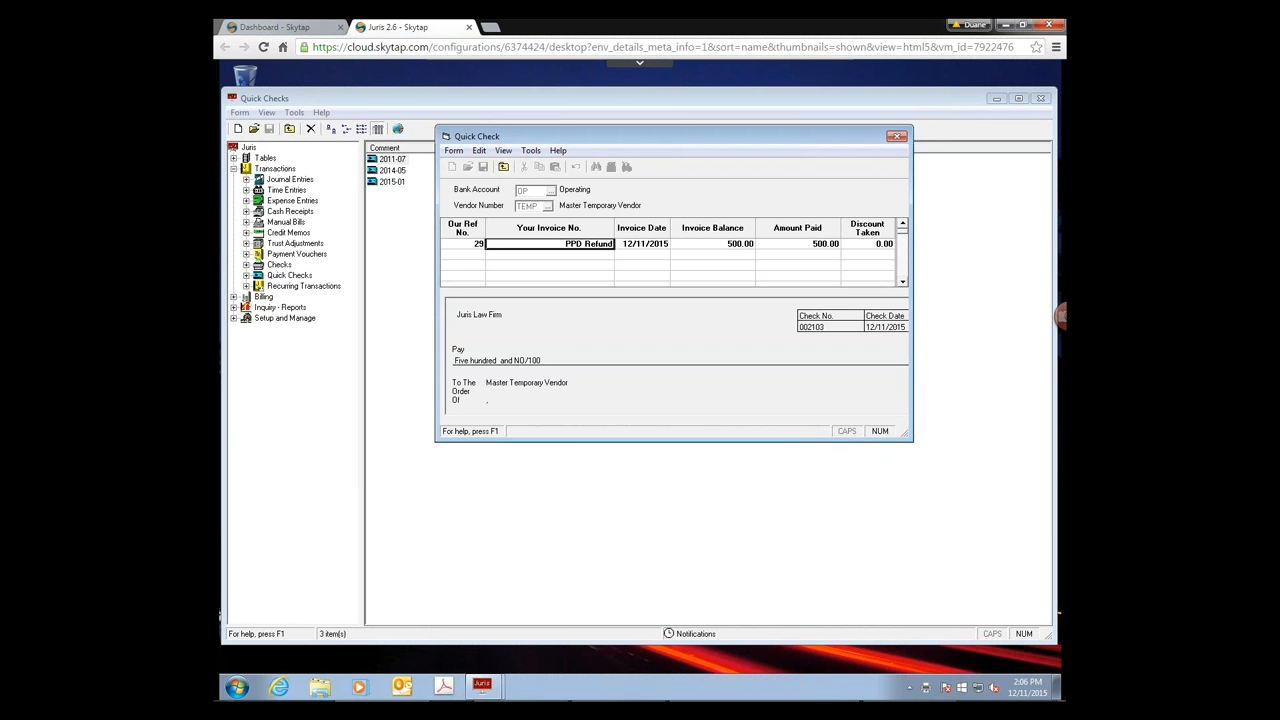 Dashboard - Skytap
Juris 2.6 - Skytap
Duane
https://cloud.skytap.com/configurations/6374424/desktop?env_details_meta_info=1&sort=name&thumbnails=shown&view=html5&vm_id=7922476
Quick Checks
Form View Tools Help
Juris
Tables
Transactions
Journal Entries
Time Entries
Expense Entries
Cash Receipts
Manual Bills
Credit Memos
Trust Adjustments
Payment Vouchers
Checks
Quick Checks
Recurring Transactions
Billing
Inquiry - Reports
Setup and Manage
Comment
2011-07
2014-05
2015-01
Quick Check
Form Edit View Tools Help
Bank Account OP ... Operating
Vendor Number TEMP ... Master Temporary Vendor
Our Ref No. Your Invoice No. Invoice Date Invoice Balance Amount Paid Discount Taken
29 PPD Refund 12/11/2015 500.00 500.00 0.00
Juris Law Firm
Check No. Check Date
002103 12/11/2015
Pay
Five hundred and NO/100
To The Master Temporary Vendor
Order
Of ,
For help, press F1 CAPS NUM
For help, press F1 3 item(s) Notifications CAPS NUM
Juris
2:06 PM
12/11/2015